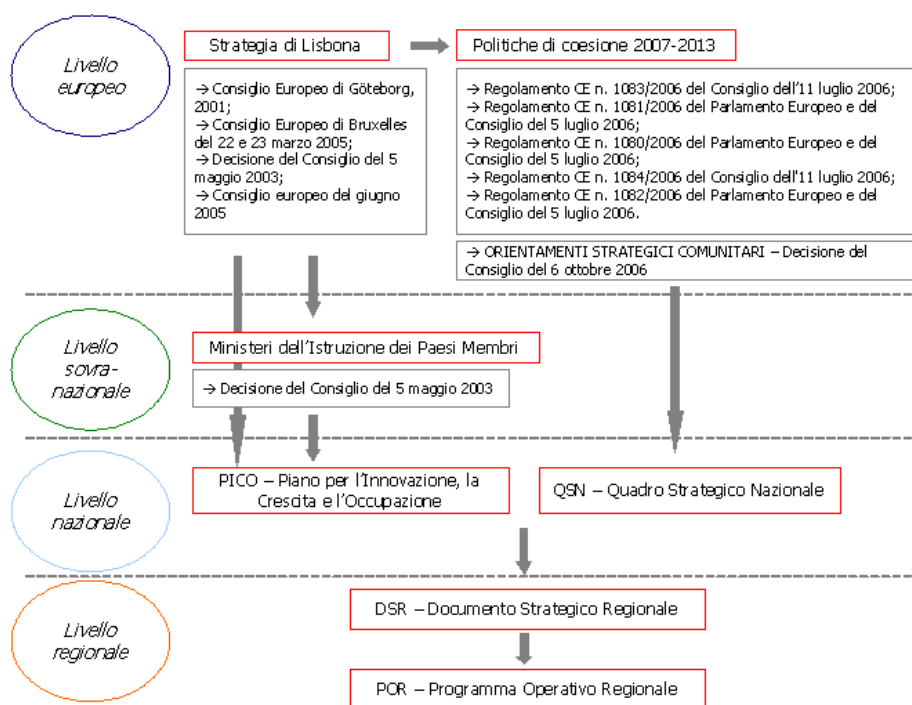 Livello
europeo
Strategia di Lisbona
Politiche di coesione 2007-2013
→ Consiglio Europeo di Göteborg,
2001;
→ Consiglio Europeo di Bruxelles
del 22 e 23 marzo 2005;
→ Decisione del Consiglio del 5
maggio 2003;
→ Consiglio europeo del giugno
2005
→ Regolamento CE n. 1083/2006 del Consiglio dell'11 luglio 2006;
→ Regolamento CE n. 1081/2006 del Parlamento Europeo e del
Consiglio del 5 luglio 2006;
→ Regolamento CE n. 1080/2006 del Parlamento Europeo e del
Consiglio del 5 luglio 2006;
→ Regolamento CE n. 1084/2006 del Consiglio dell'11 luglio 2006;
→ Regolamento CE n. 1082/2006 del Parlamento Europeo e del
Consiglio del 5 luglio 2006.
→ ORIENTAMENTI STRATEGICI COMUNITARI – Decisione del
Consiglio del 6 ottobre 2006
Livello
sovra-
nazionale
Ministeri dell'Istruzione dei Paesi Membri
→ Decisione del Consiglio del 5 maggio 2003
Livello
nazionale
PICO – Piano per l'Innovazione, la
Crescita e l'Occupazione
QSN – Quadro Strategico Nazionale
Livello
regionale
DSR – Documento Strategico Regionale
POR – Programma Operativo Regionale